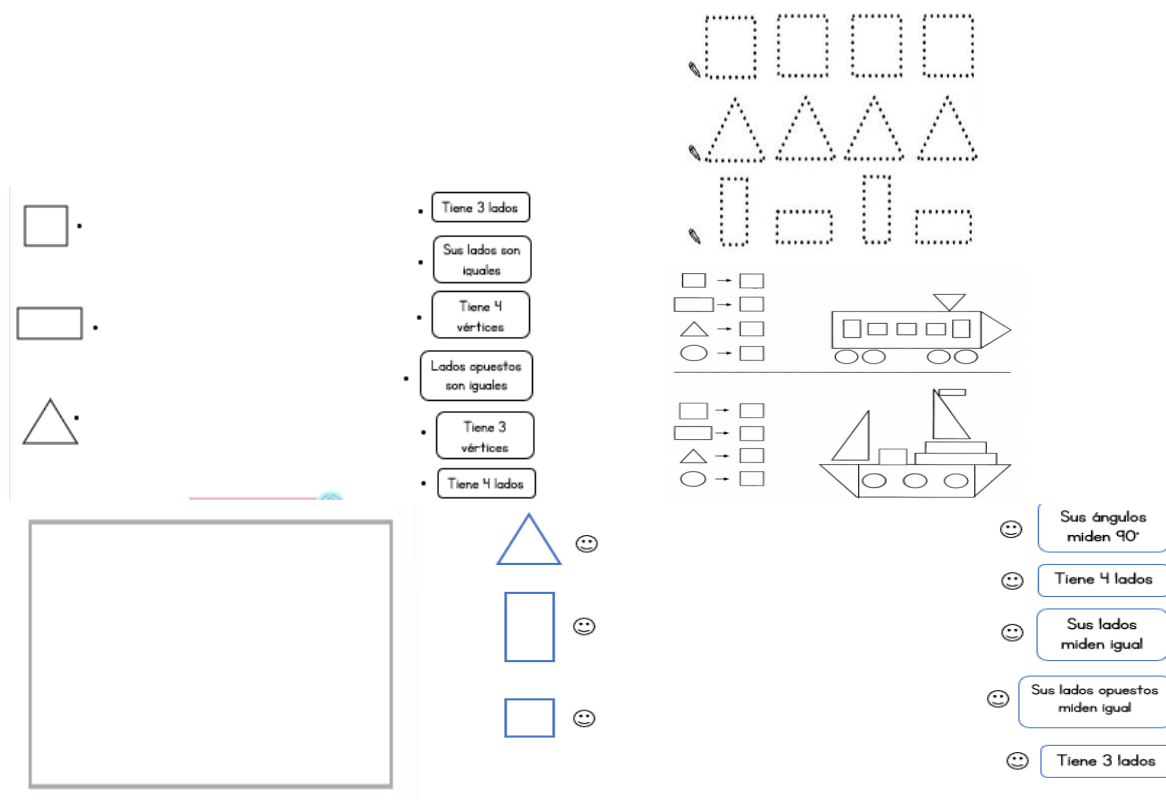 Tiene 3 lados
Sus lados son
iguales
Tiene 4
vértices
Lados opuestos
son iguales
Tiene 3
vértices
Tiene 4 lados
Sus ángulos
miden 90°
Tiene 4 lados
Sus lados
miden igual
Sus lados opuestos
miden igual
Tiene 3 lados